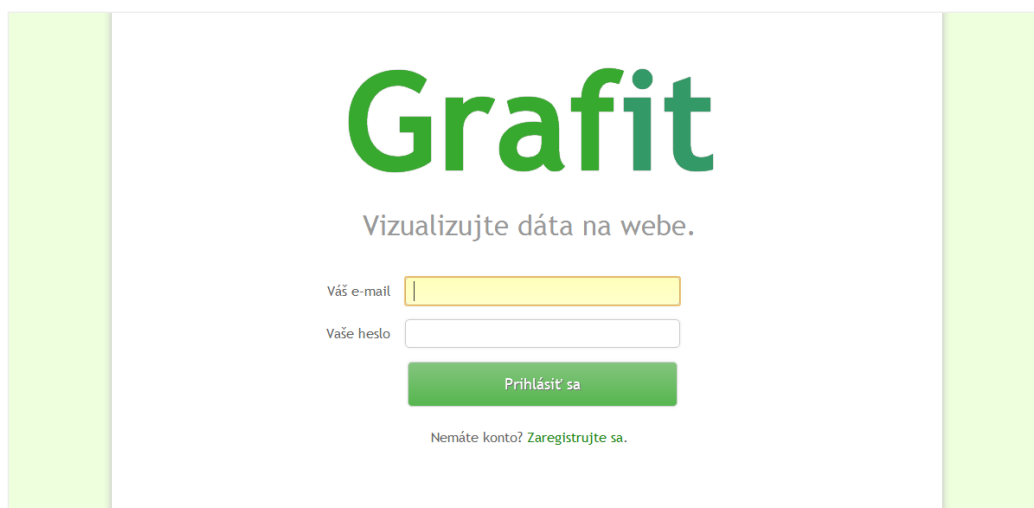 Grafit
Vizualizujte dáta na webe.
Váš e-mail
Vaše heslo
Prihlásiť sa
Nemáte konto? Zaregistrujte sa.